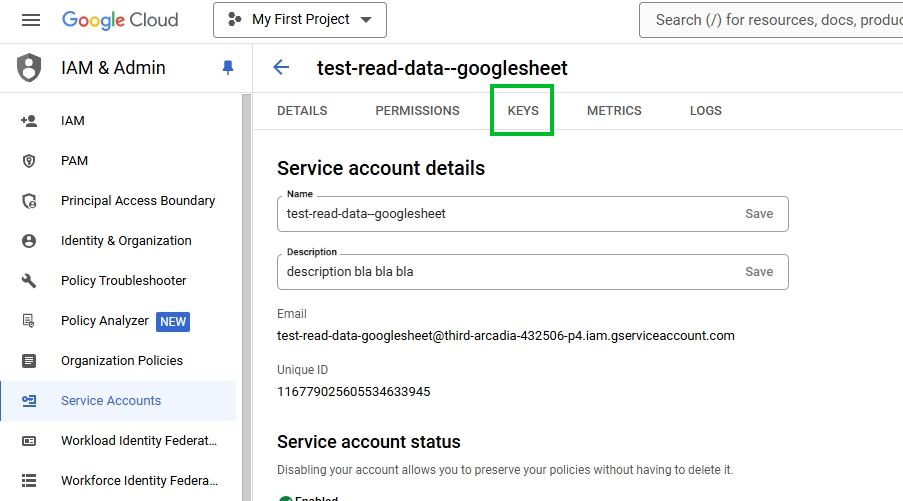 Google Cloud
My First Project
Search (/) for resources, docs, produc
IAM & Admin
test-read-data--googlesheet
DETAILS PERMISSIONS KEYS METRICS LOGS
IAM
PAM
Principal Access Boundary
Identity & Organization
Policy Troubleshooter
Policy Analyzer NEW
Organization Policies
Service Accounts
Workload Identity Federat...
Workforce Identity Federa...
Service account details
Name
test-read-data--googlesheet Save
Description
description bla bla bla Save
Email
test-read-data-googlesheet@third-arcadia-432506-p4.iam.gserviceaccount.com
Unique ID
116779025605534633945
Service account status
Disabling your account allows you to preserve your policies without having to delete it.
Enabled